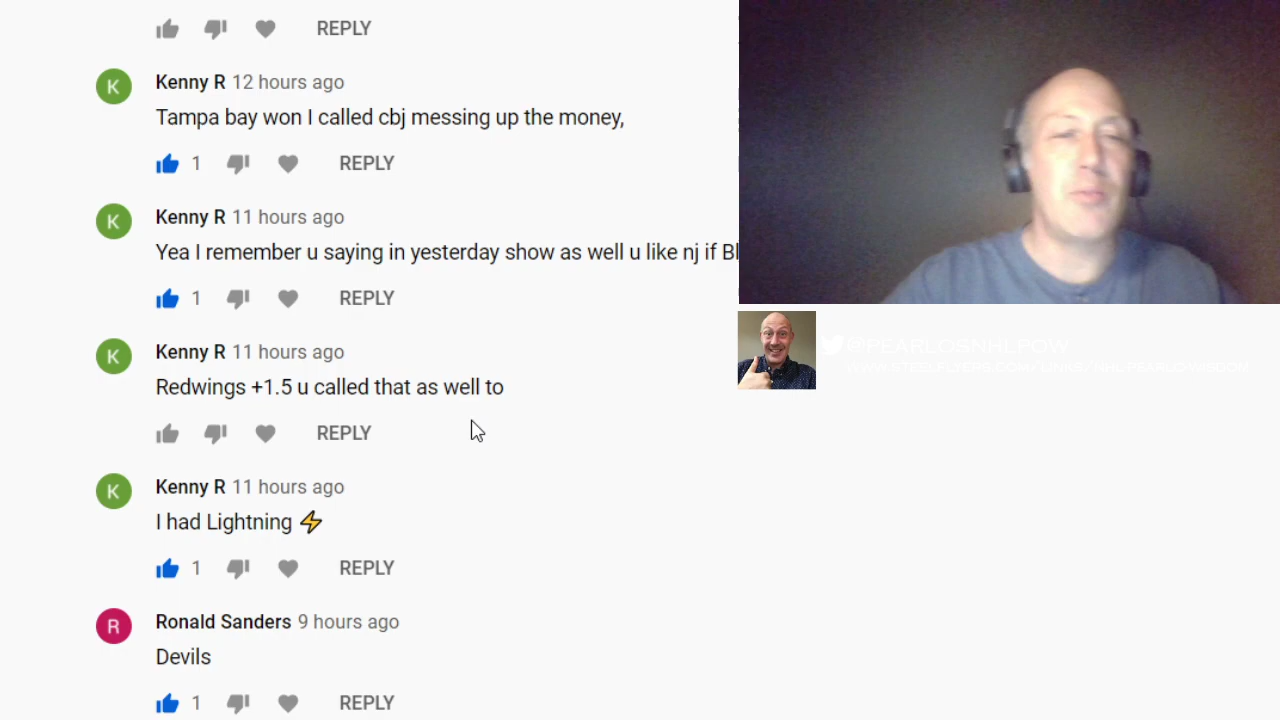 REPLY
K
Kenny R 12 hours ago
Tampa bay won I called cbj messing up the money,
1 REPLY
K
Kenny R 11 hours ago
Yea I remember u saying in yesterday show as well u like nj if Bl
1 REPLY
K
Kenny R 11 hours ago
Redwings +1.5 u called that as well to
REPLY
K
Kenny R 11 hours ago
I had Lightning ⚡
1 REPLY
R
Ronald Sanders 9 hours ago
Devils
1 REPLY
@PEARLOSNHLPOW